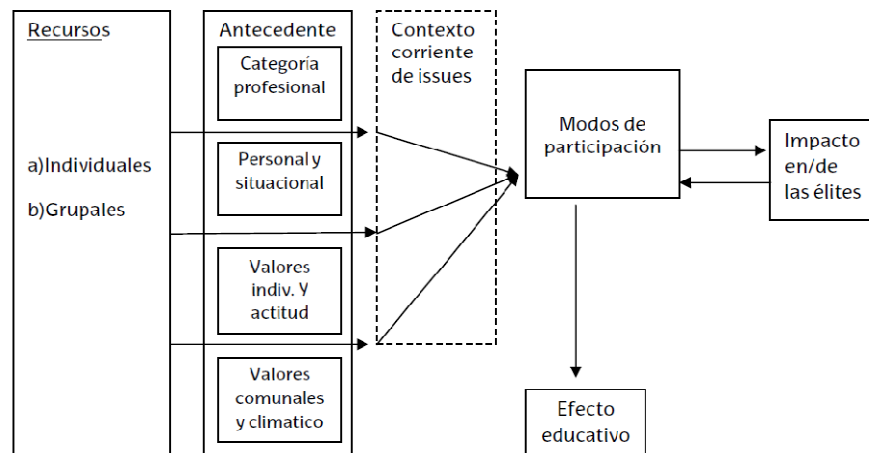 Recursos
a)Individuales
b)Grupales
Antecedente
Categoría
profesional
Personal y
situacional
Valores
indiv. Y
actitud
Valores
comunales
y climatico
Contexto
corriente
de issues
Modos de
participación
Impacto
en/de
las élites
Efecto
educativo